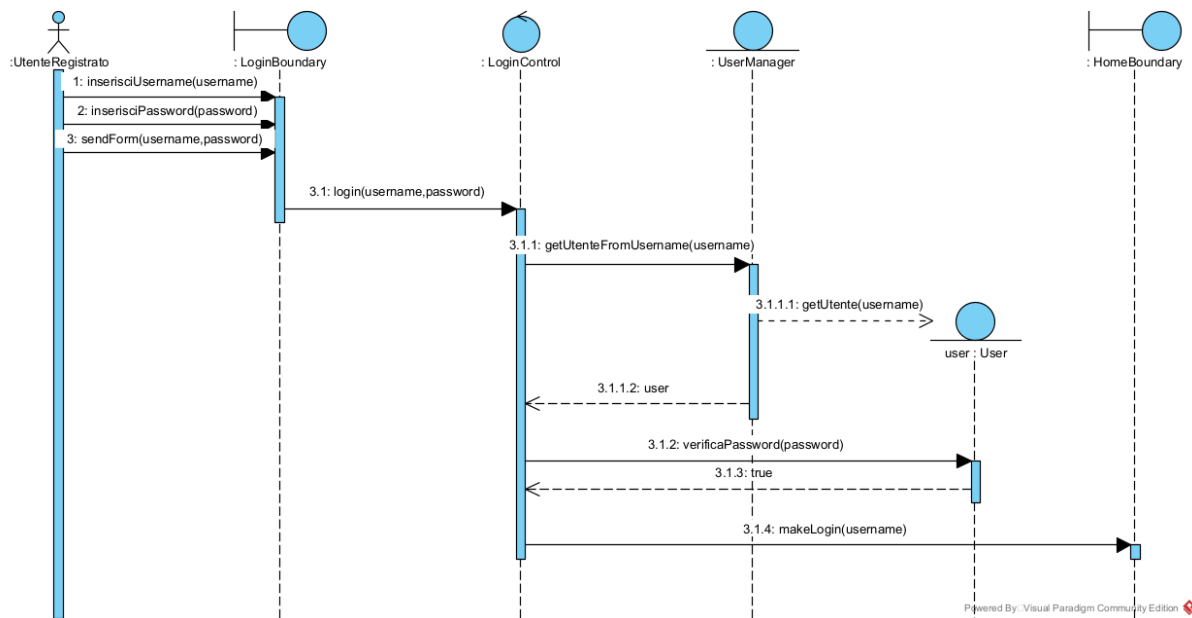 :UtenteRegistrato
: LoginBoundary
: LoginControl
: UserManager
: HomeBoundary
1: inserisciUsername(username)
2: inserisciPassword(password)
3: sendForm(username,password)
3.1: login(username,password)
3.1.1: getUtenteFromUsername(username)
3.1.1.1: getUtente(username)
user : User
3.1.1.2: user
3.1.2: verificaPassword(password)
3.1.3: true
3.1.4: makeLogin(username)
Powered By Visual Paradigm Community Edition